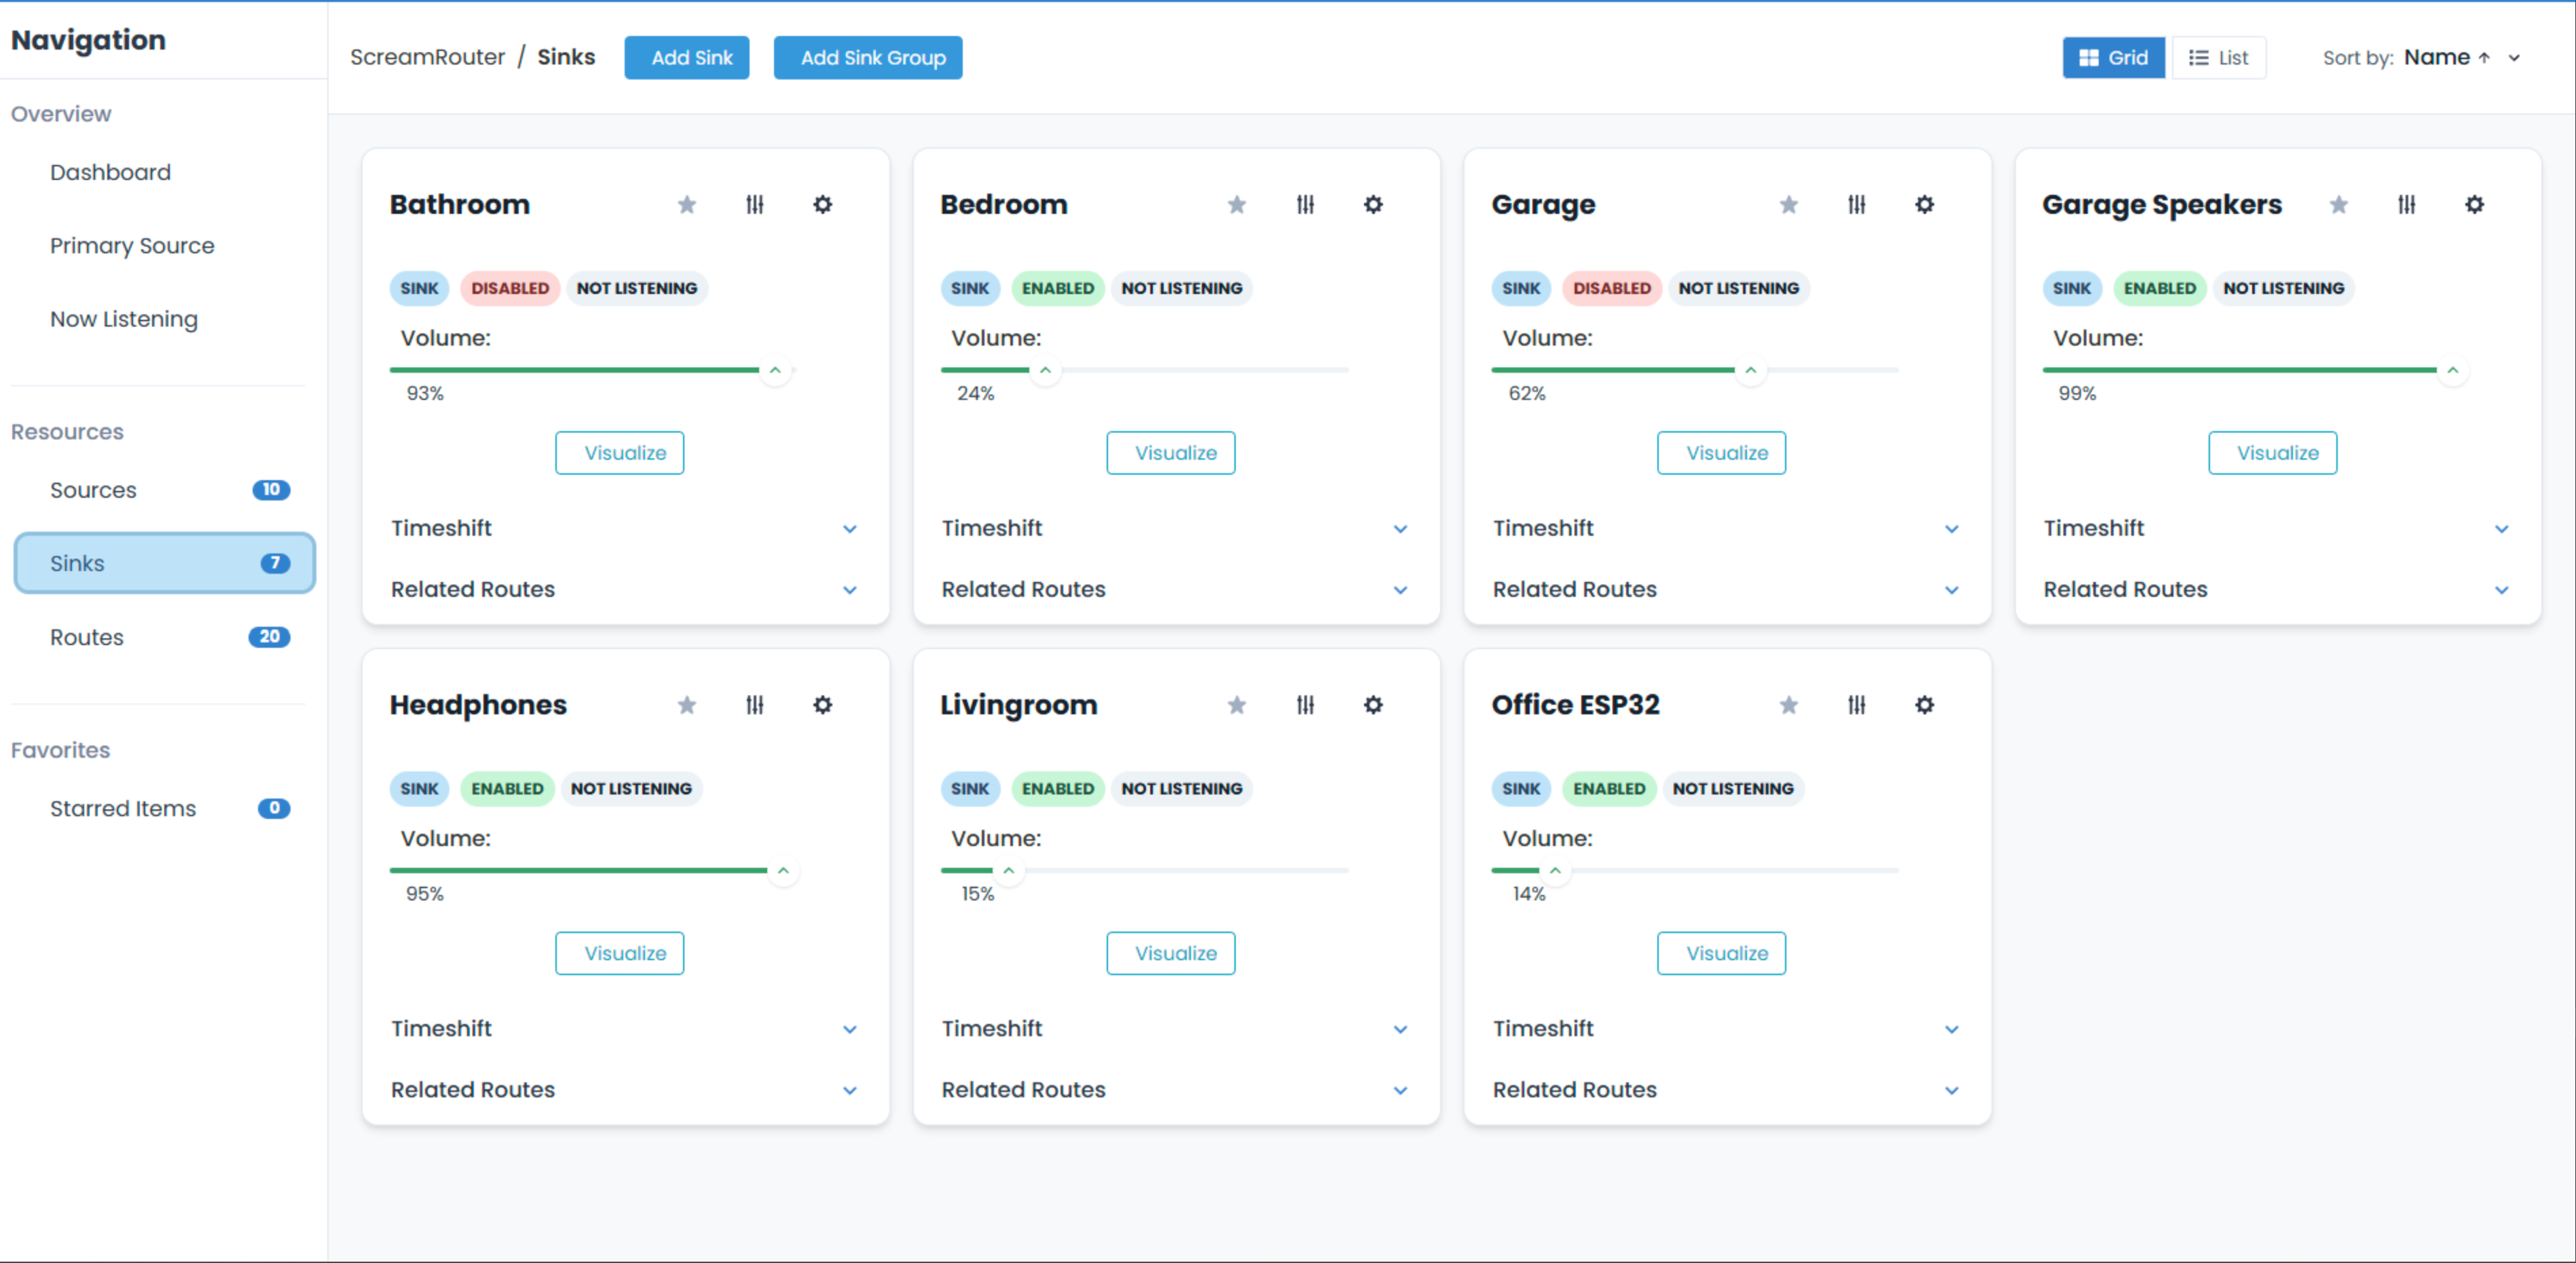 Navigation
Overview
Dashboard
Primary Source
Now Listening
Resources
Sources 10
Sinks 7
Routes 20
Favorites
Starred Items 0
ScreamRouter / Sinks Add Sink Add Sink Group Grid List Sort by: Name ↑
Bathroom
SINK DISABLED NOT LISTENING
Volume:
93%
Visualize
Timeshift
Related Routes
Bedroom
SINK ENABLED NOT LISTENING
Volume:
24%
Visualize
Timeshift
Related Routes
Garage
SINK DISABLED NOT LISTENING
Volume:
62%
Visualize
Timeshift
Related Routes
Garage Speakers
SINK ENABLED NOT LISTENING
Volume:
99%
Visualize
Timeshift
Related Routes
Headphones
SINK ENABLED NOT LISTENING
Volume:
95%
Visualize
Timeshift
Related Routes
Livingroom
SINK ENABLED NOT LISTENING
Volume:
15%
Visualize
Timeshift
Related Routes
Office ESP32
SINK ENABLED NOT LISTENING
Volume:
14%
Visualize
Timeshift
Related Routes